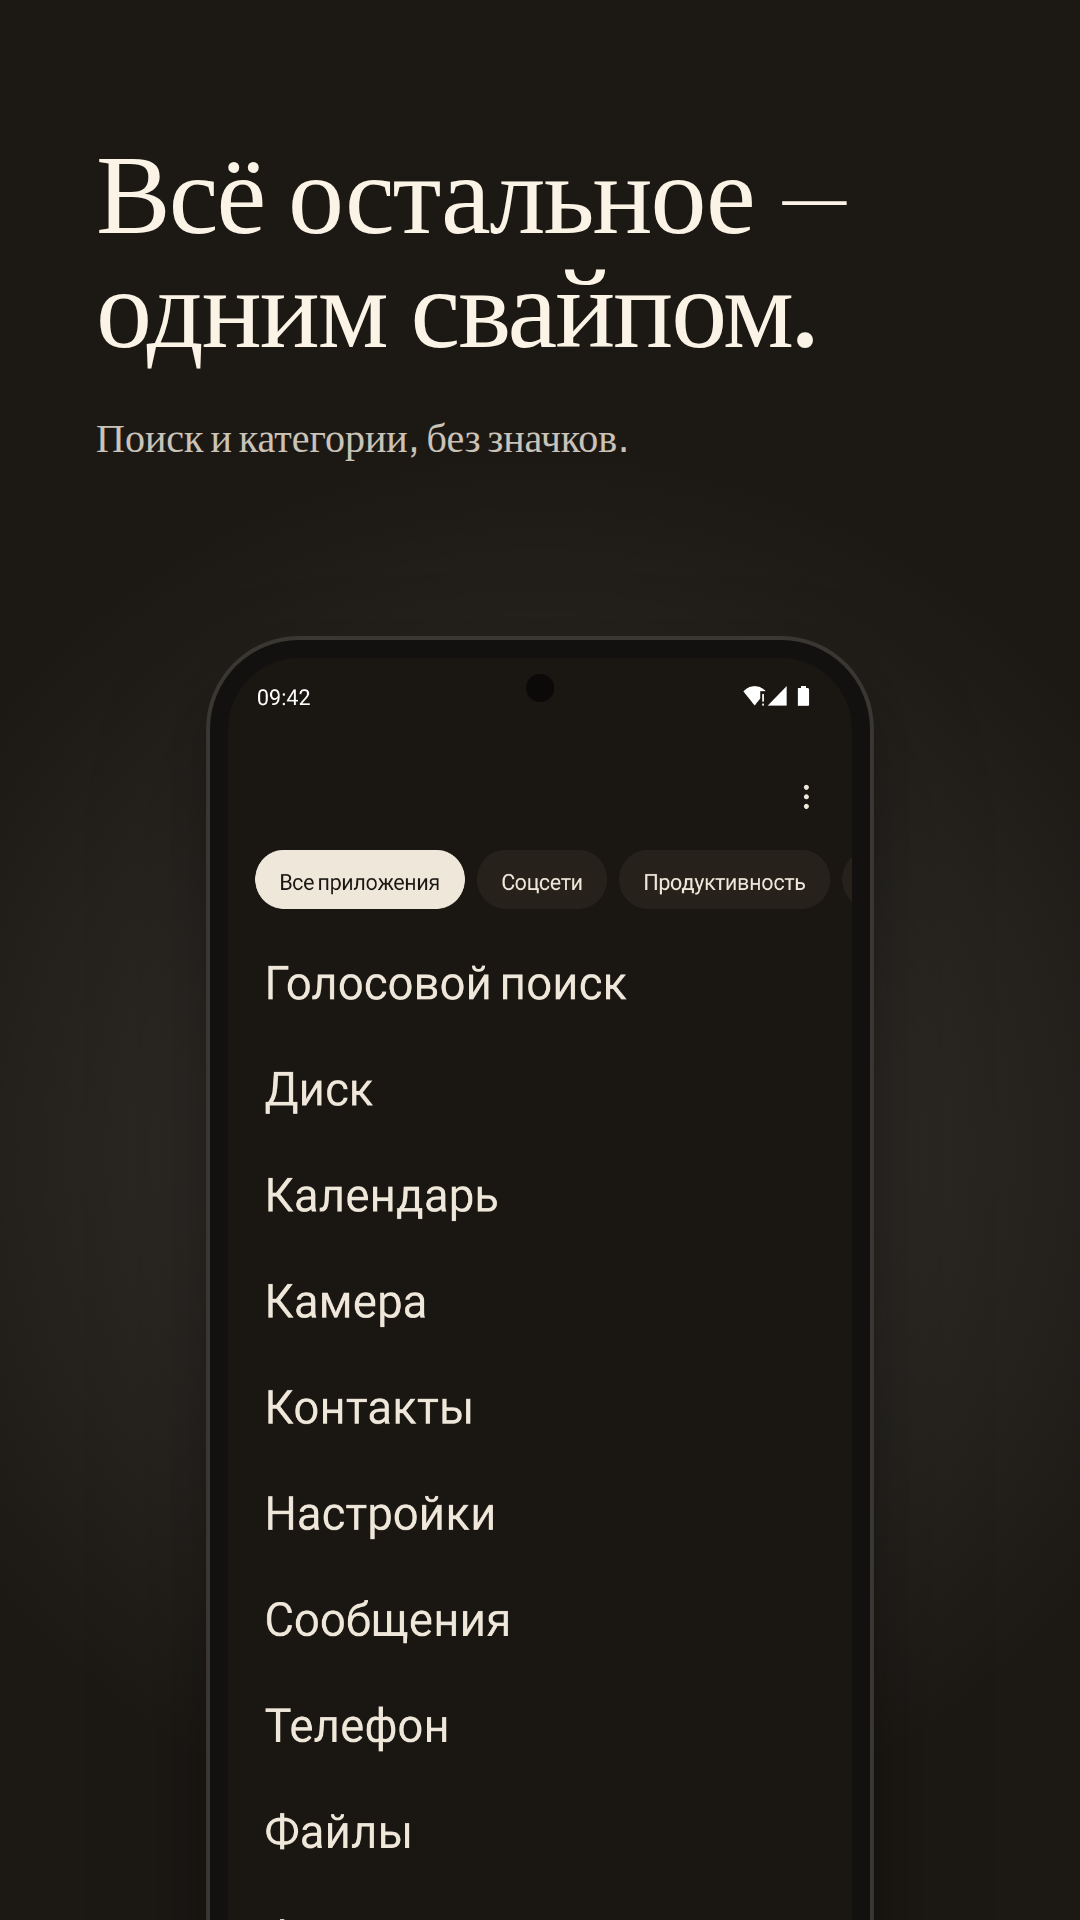 Всё остальное —
одним свайпом.
Поиск и категории, без значков.
09:42
Все приложения
Соцсети
Продуктивность
Голосовой поиск
Диск
Календарь
Камера
Контакты
Настройки
Сообщения
Телефон
Файлы